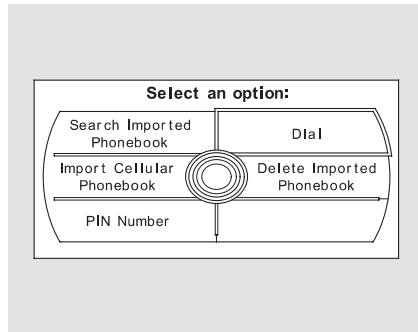 Select an option:
Search Imported
Phonebook
Dial
Import Cellular
Phonebook
Delete Imported
Phonebook
PIN Number